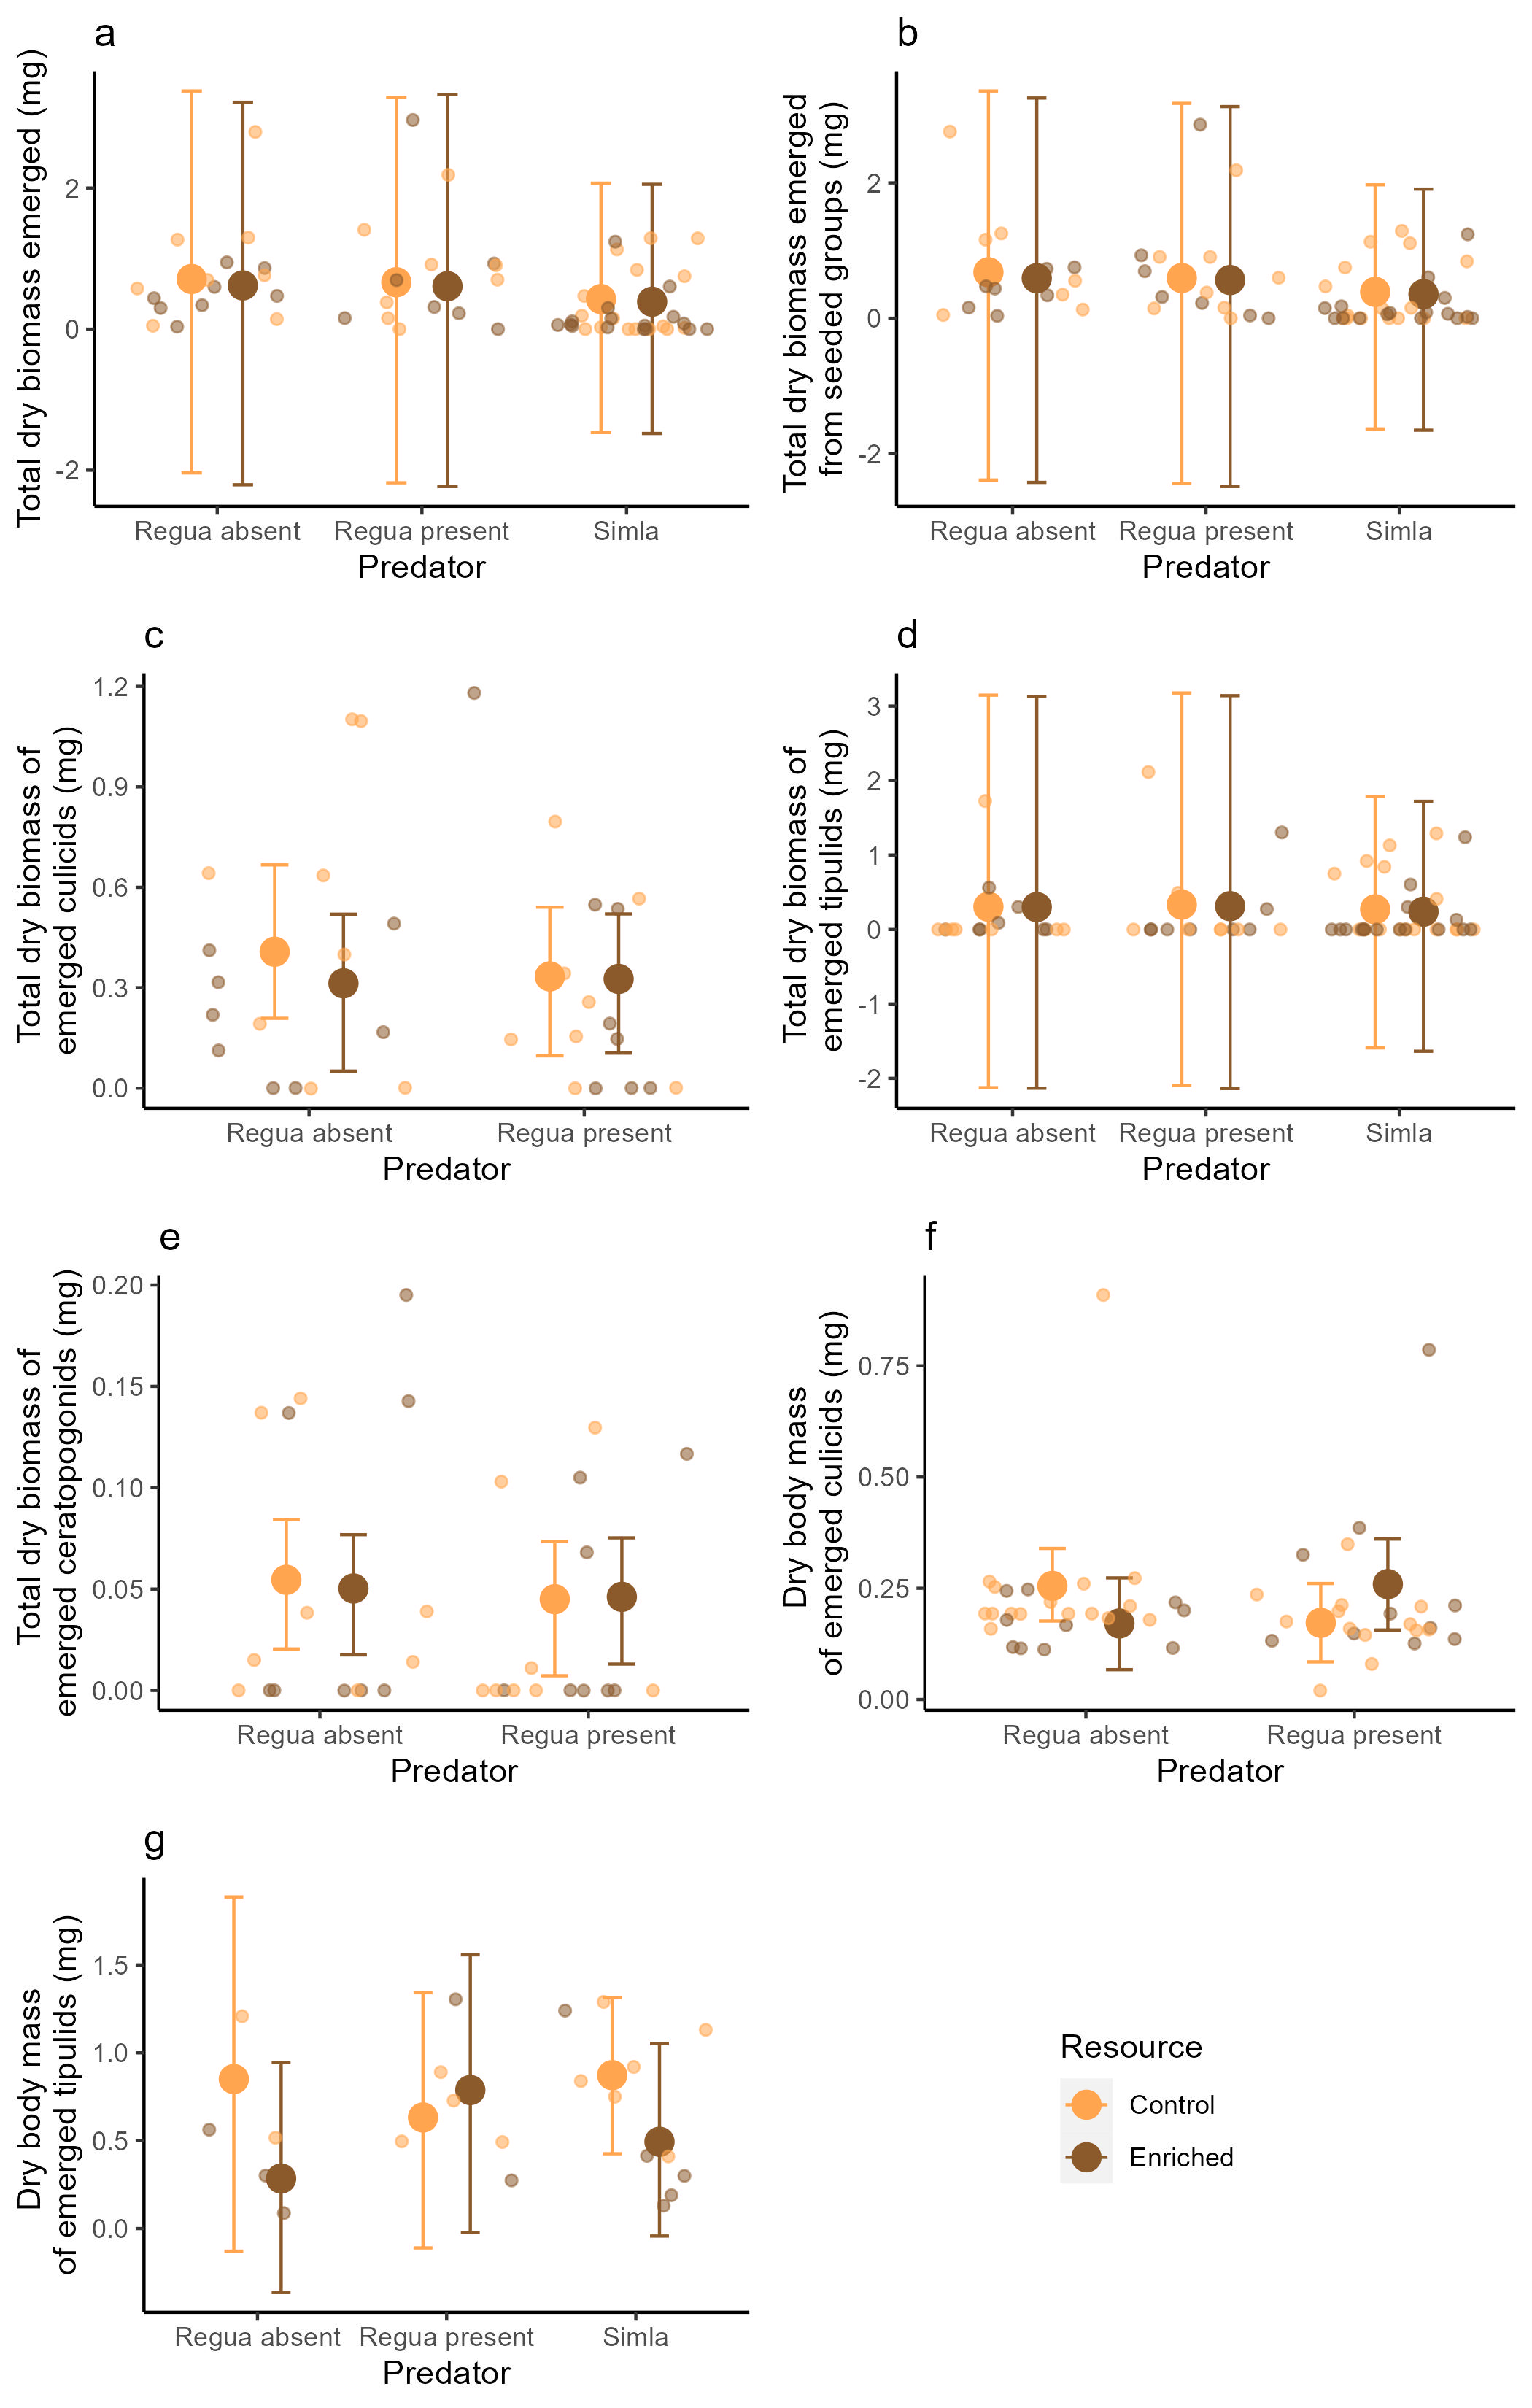 a
Total dry biomass emerged (mg)
2
0
-2
Regua absent
Regua present
Simla
Predator
b
Total dry biomass emerged
from seeded groups (mg)
2
0
-2
Regua absent
Regua present
Simla
Predator
c
Total dry biomass of
emerged culicids (mg)
1.2
0.9
0.6
0.3
0.0
Regua absent
Regua present
Predator
d
Total dry biomass of
emerged tipulids (mg)
3
2
1
0
-1
-2
Regua absent
Regua present
Simla
Predator
e
Total dry biomass of
emerged ceratopogonids (mg)
0.20
0.15
0.10
0.05
0.00
Regua absent
Regua present
Predator
f
Dry body mass
of emerged culicids (mg)
0.75
0.50
0.25
0.00
Regua absent
Regua present
Predator
g
Dry body mass
of emerged tipulids (mg)
1.5
1.0
0.5
0.0
Regua absent
Regua present
Simla
Predator
Resource
Control
Enriched